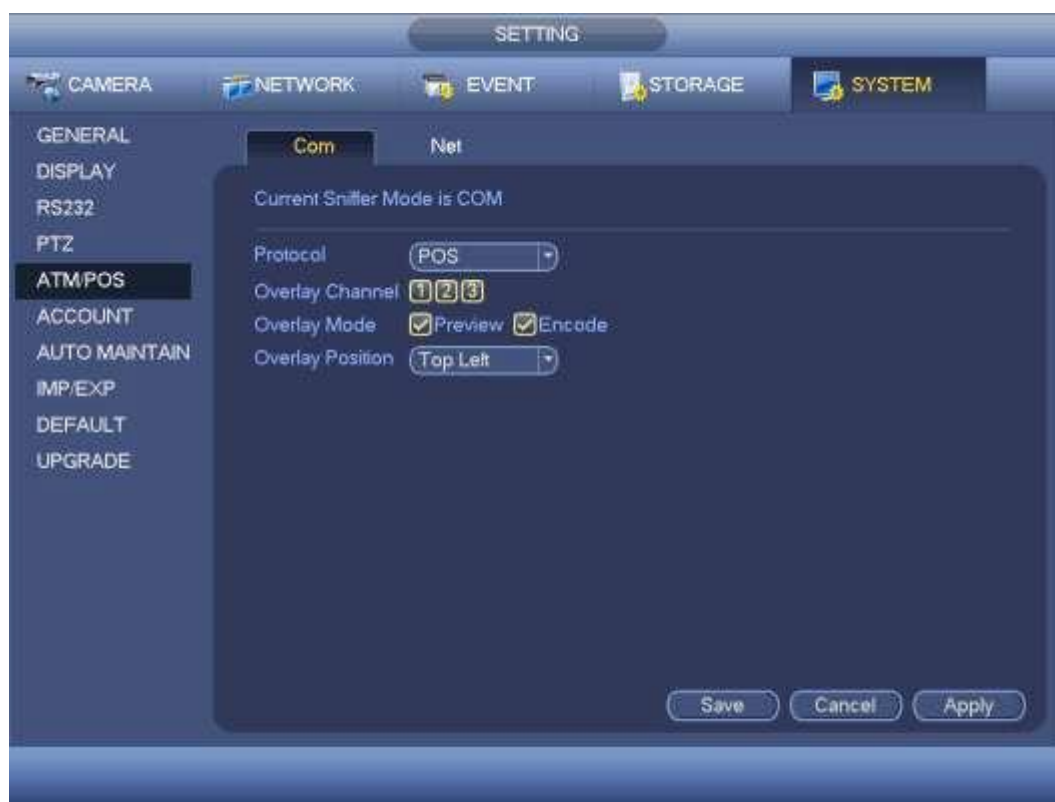 SETTING
CAMERA NETWORK EVENT STORAGE SYSTEM
GENERAL
DISPLAY
RS232
PTZ
ATM/POS
ACCOUNT
AUTO MAINTAIN
IMP/EXP
DEFAULT
UPGRADE
Com Net
Current Sniffer Mode is COM
Protocol POS
Overlay Channel 1 2 3
Overlay Mode Preview Encode
Overlay Position Top Left
Save Cancel Apply